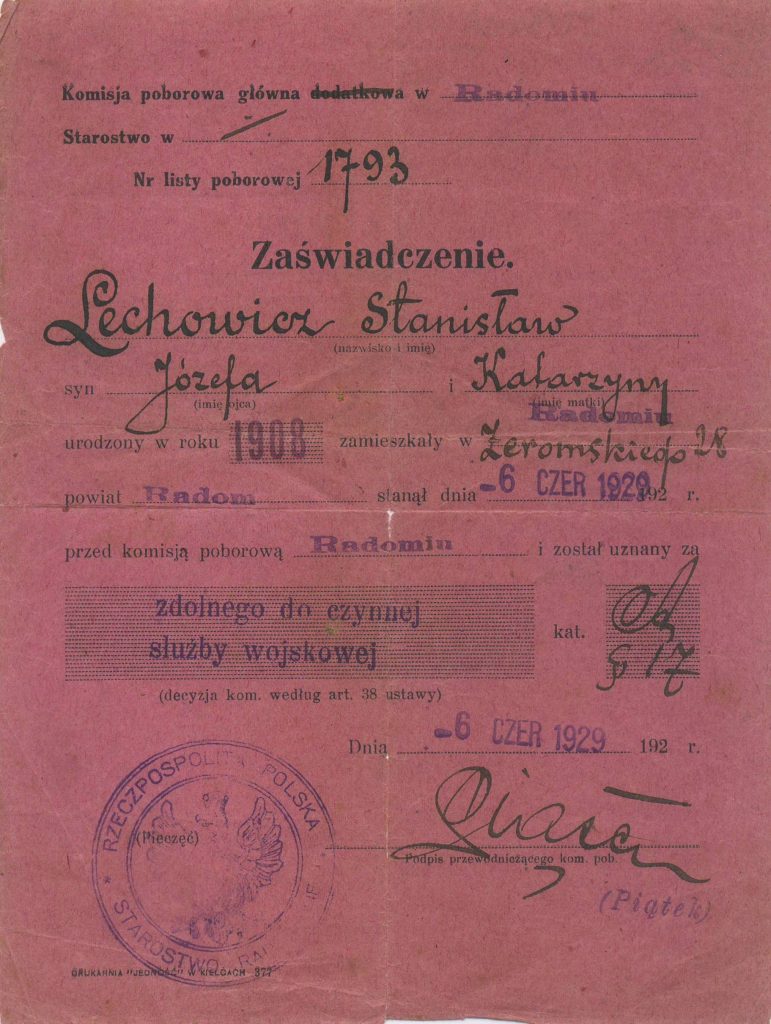 Komisja poborowa główna dodatkowa w Radomiu
Starostwo w
Nr listy poborowej 1793
Zaświadczenie.
Lechowicz Stanisław
(nazwisko i imię)
syn Józefa i Katarzyny
(imię ojca) (imię matki)
Radomiu
urodzony w roku 1908 zamieszkały w Żeromskiego 28
powiat Radom stanął dnia -6 CZER 1929 192 r.
przed komisją poborową Radomiu i został uznany za
zdolnego do czynnej
służby wojskowej
kat.
§ 17
(decyzja kom. według art. 38 ustawy)
Dnia -6 CZER 1929 192 r.
RZECZPOSPOLITA POLSKA
(Pieczęć)
* STAROSTWO
Podpis przewodniczącego kom. pob.
(Piątek)
DRUKARNIA "JEDNOŚĆ" W KIELCACH 377